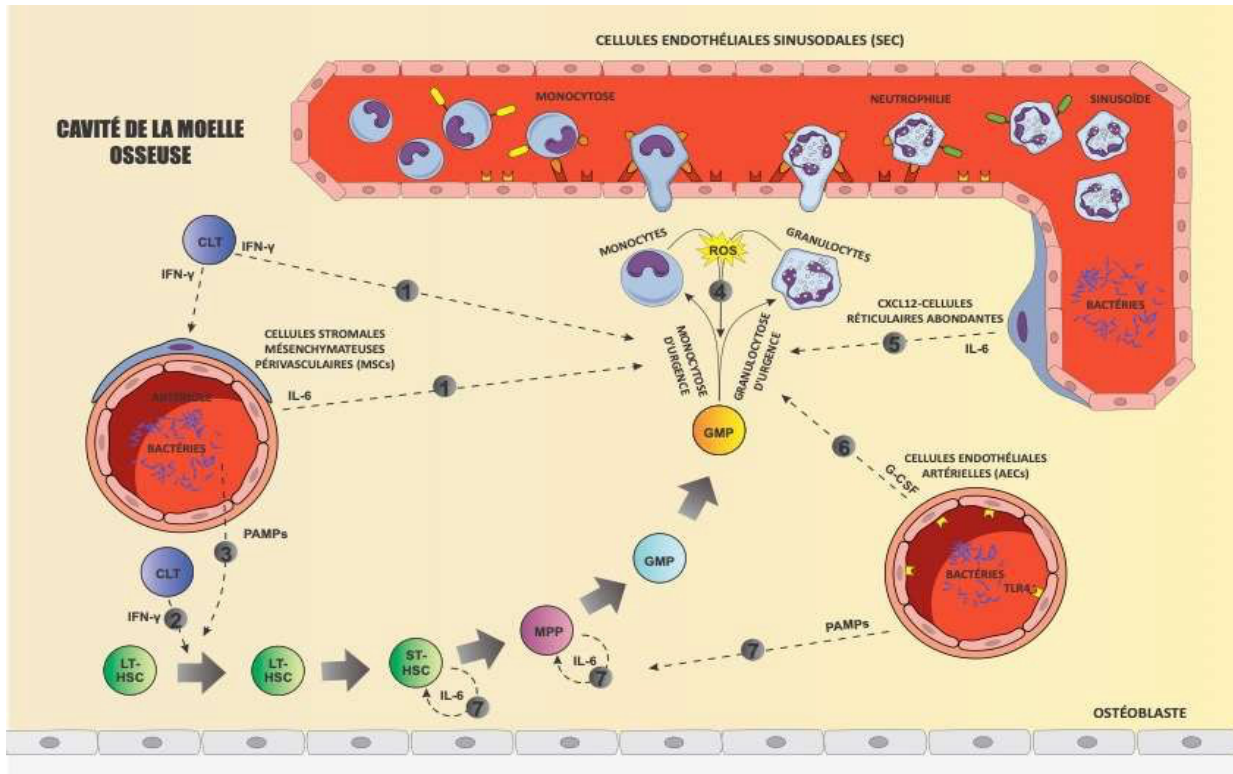 CELLULES ENDOTHÉLIALES SINUSODALES (SEC)
CAVITÉ DE LA MOELLE
OSSEUSE
MONOCYTOSE
NEUTROPHILIE
SINUSOÏDE
CLT
IFN-γ
IFN-γ
1
MONOCYTES
ROS
GRANULOCYTES
4
CXCL12-CELLULES
RÉTICULAIRES ABONDANTES
5
IL-6
BACTÉRIES
CELLULES STROMALES
MÉSENCHYMATEUSES
PÉRIVASCULAIRES (MSCs)
1
IL-6
MONOCYTOSE
D'URGENCE
GRANULOCYTOSE
D'URGENCE
ARTÉRIOLE
BACTÉRIES
GMP
6
G-CSF
CELLULES ENDOTHÉLIALES
ARTÉRIELLES (AECs)
PAMPs
3
CLT
IFN-γ
2
GMP
BACTÉRIES
TLR4
MPP
IL-6
7
PAMPs
7
LT-
HSC
LT-
HSC
ST-
HSC
IL-6
7
OSTÉOBLASTE